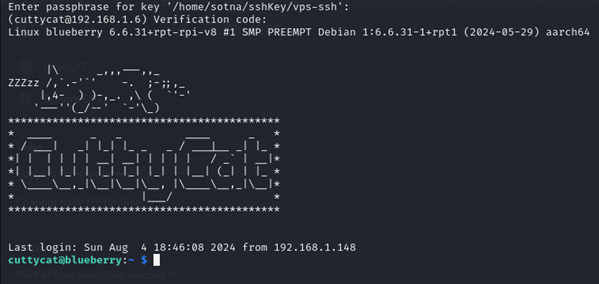 Enter passphrase for key '/home/sotna/sshKey/vps-ssh':
(cuttycat@192.168.1.6) Verification code:
Linux blueberry 6.6.31+rpt-rpi-v8 #1 SMP PREEMPT Debian 1:6.6.31-1+rpt1 (2024-05-29) aarch64
ZZZzz
CuttyCat
Last login: Sun Aug  4 18:46:08 2024 from 192.168.1.148
cuttycat@blueberry:~ $